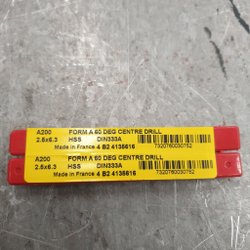 A200 FORM A 60 DEG CENTRE DRILL
2.5x6.3 HSS DIN333A
Made in France 4 B2 4135616 7320760030752
A200 FORM A 60 DEG CENTRE DRILL
2.5x6.3 HSS DIN333A
Made in France 4 B2 4135616 7320760030752